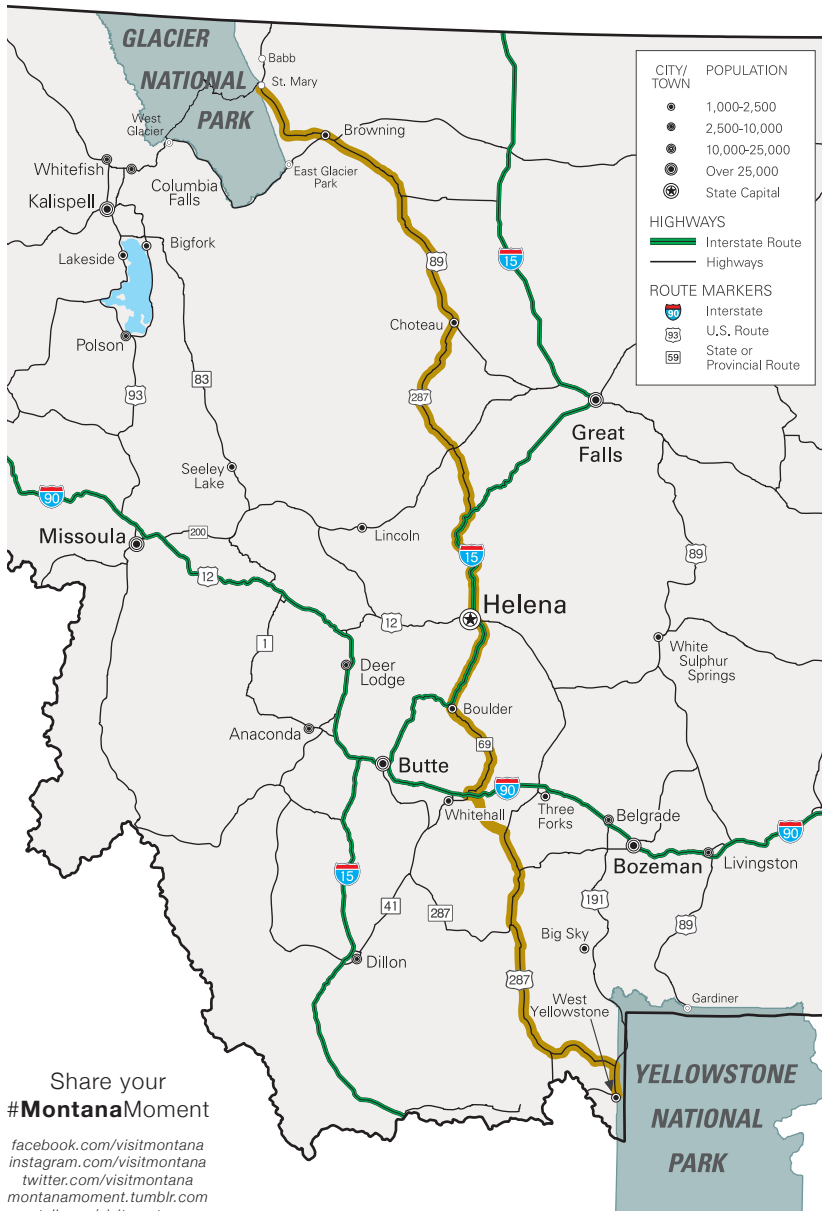 GLACIER
NATIONAL
PARK
Babb
St. Mary
West
Glacier
Browning
East Glacier
Park
Whitefish
Columbia
Falls
Kalispell
Bigfork
Lakeside
Polson
CITY/
TOWN
POPULATION
1,000-2,500
2,500-10,000
10,000-25,000
Over 25,000
State Capital
HIGHWAYS
Interstate Route
Highways
ROUTE MARKERS
90
Interstate
93
U.S. Route
59
State or
Provincial Route
15
89
Choteau
287
93
83
Great
Falls
Seeley
Lake
90
Missoula
200
Lincoln
12
15
89
Helena
12
1
White
Sulphur
Springs
Deer
Lodge
Boulder
Anaconda
69
Butte
90
Whitehall
Three
Forks
Belgrade
90
Bozeman
Livingston
15
41
287
191
89
Big Sky
Dillon
287
West
Yellowstone
Gardiner
YELLOWSTONE
NATIONAL
PARK
Share your
#MontanaMoment
facebook.com/visitmontana
instagram.com/visitmontana
twitter.com/visitmontana
montanamoment.tumblr.com